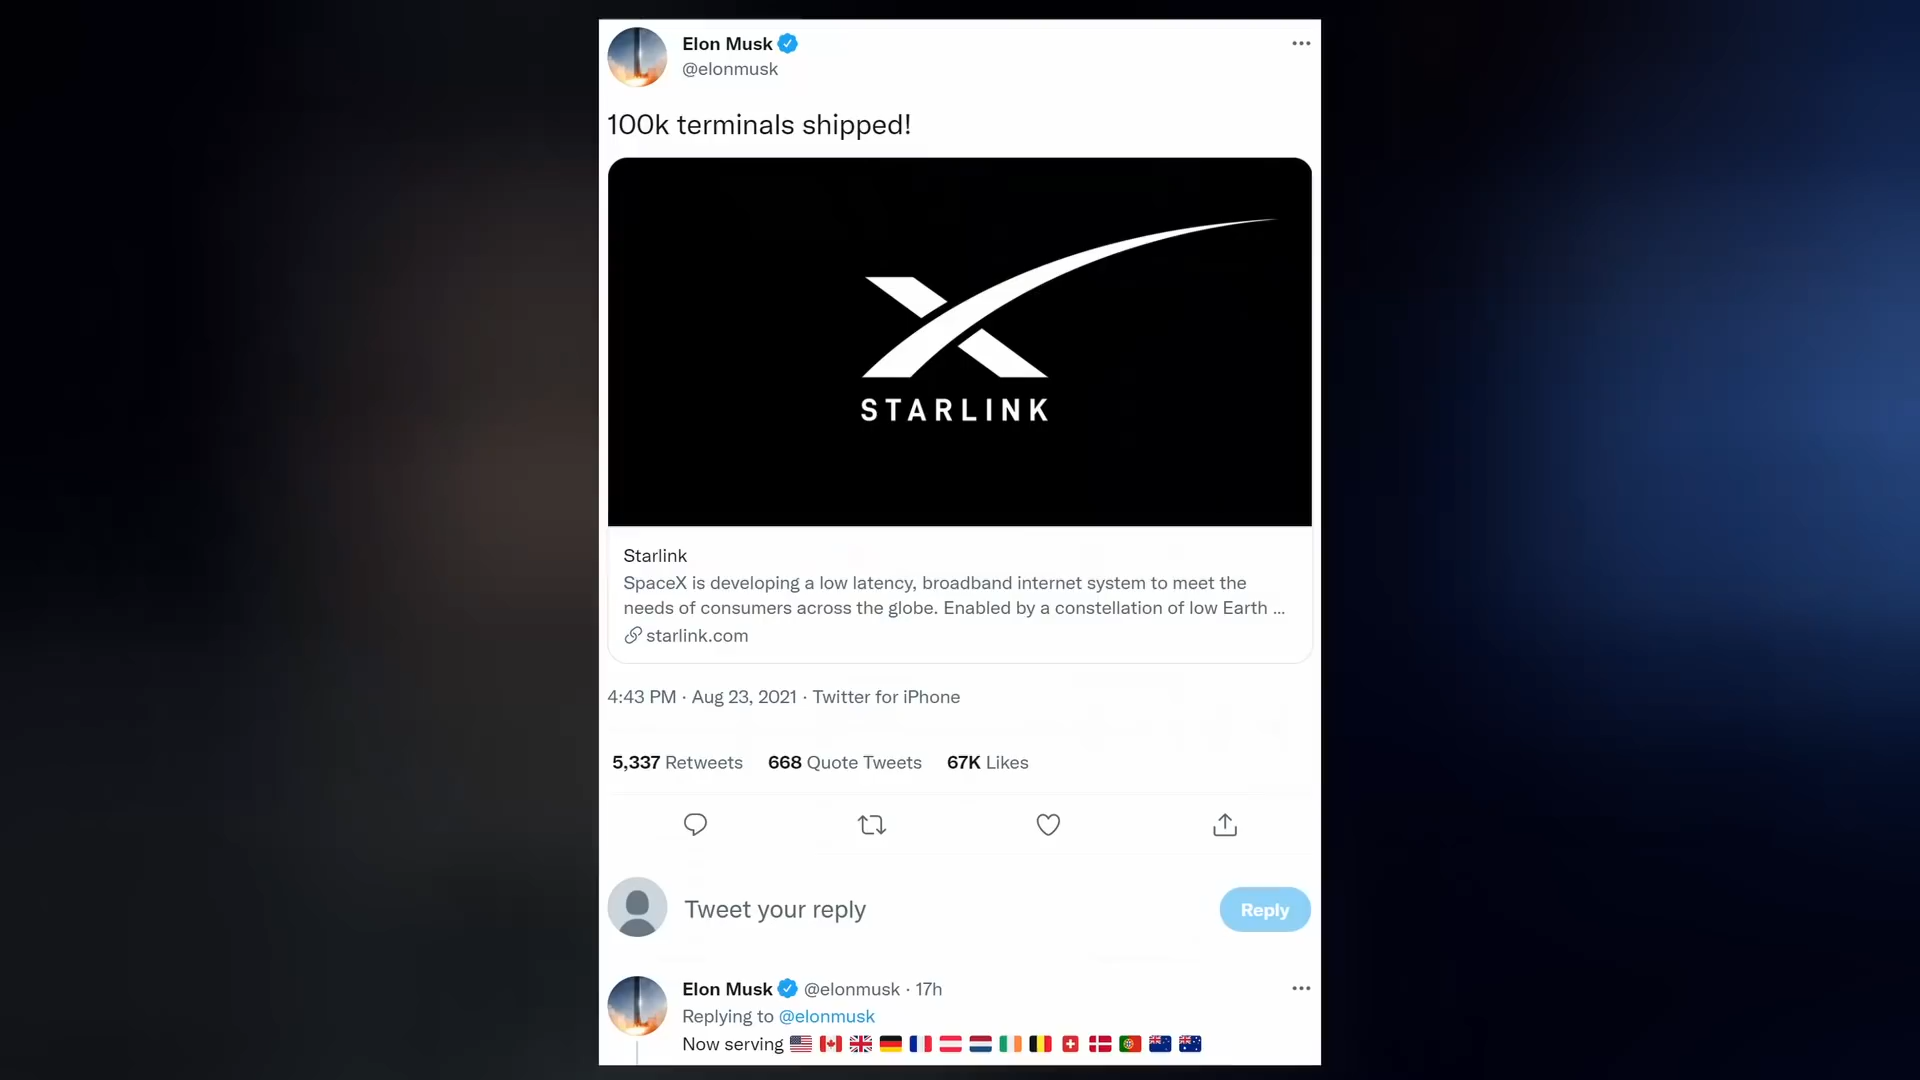 Elon Musk
@elonmusk
100k terminals shipped!
STARLINK
Starlink
SpaceX is developing a low latency, broadband internet system to meet the
needs of consumers across the globe. Enabled by a constellation of low Earth ...
starlink.com
4:43 PM · Aug 23, 2021 · Twitter for iPhone
5,337 Retweets 668 Quote Tweets 67K Likes
Tweet your reply
Reply
Elon Musk @elonmusk · 17h
Replying to @elonmusk
Now serving 🇺🇸 🇨🇦 🇬🇧 🇩🇪 🇫🇷 🇦🇹 🇳🇱 🇮🇪 🇧🇪 🇨🇭 🇩🇰 🇵🇹 🇳🇿 🇦🇺